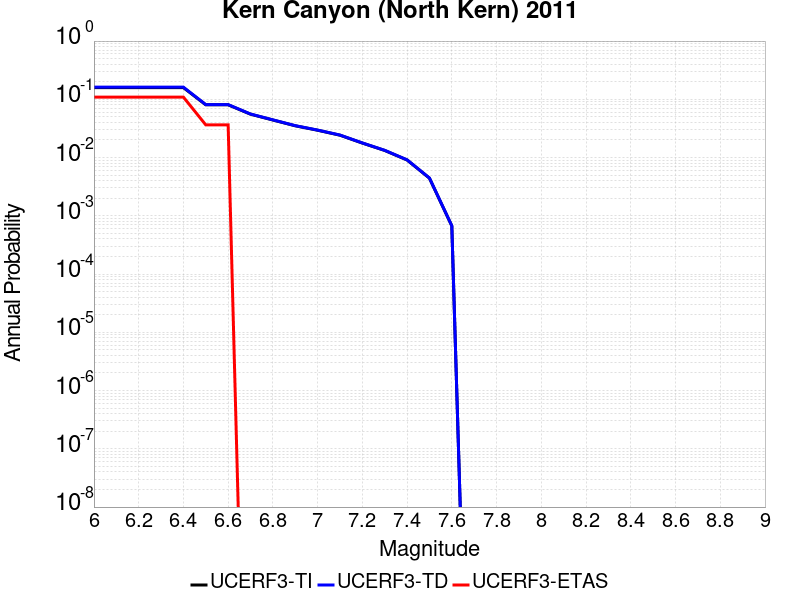 Kern Canyon (North Kern) 2011
10^0
10^-1
10^-2
10^-3
10^-4
10^-5
10^-6
10^-7
10^-8
Annual Probability
6 6.2 6.4 6.6 6.8 7 7.2 7.4 7.6 7.8 8 8.2 8.4 8.6 8.8 9
Magnitude
UCERF3-TI UCERF3-TD UCERF3-ETAS